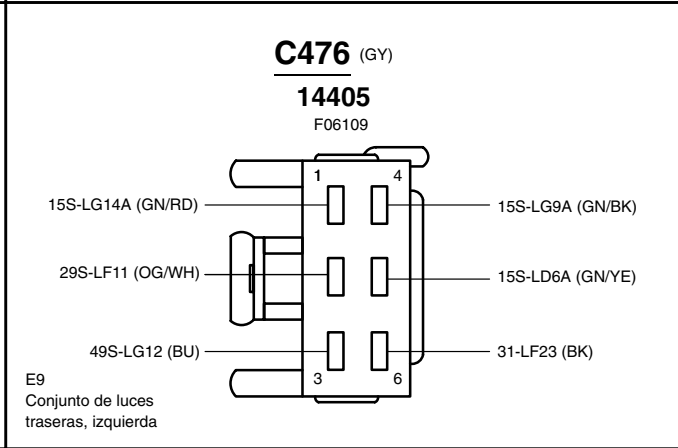 C476 (GY)
14405
F06109
1 4
15S-LG14A (GN/RD) 15S-LG9A (GN/BK)
29S-LF11 (OG/WH) 15S-LD6A (GN/YE)
49S-LG12 (BU) 31-LF23 (BK)
3 6
E9
Conjunto de luces
traseras, izquierda